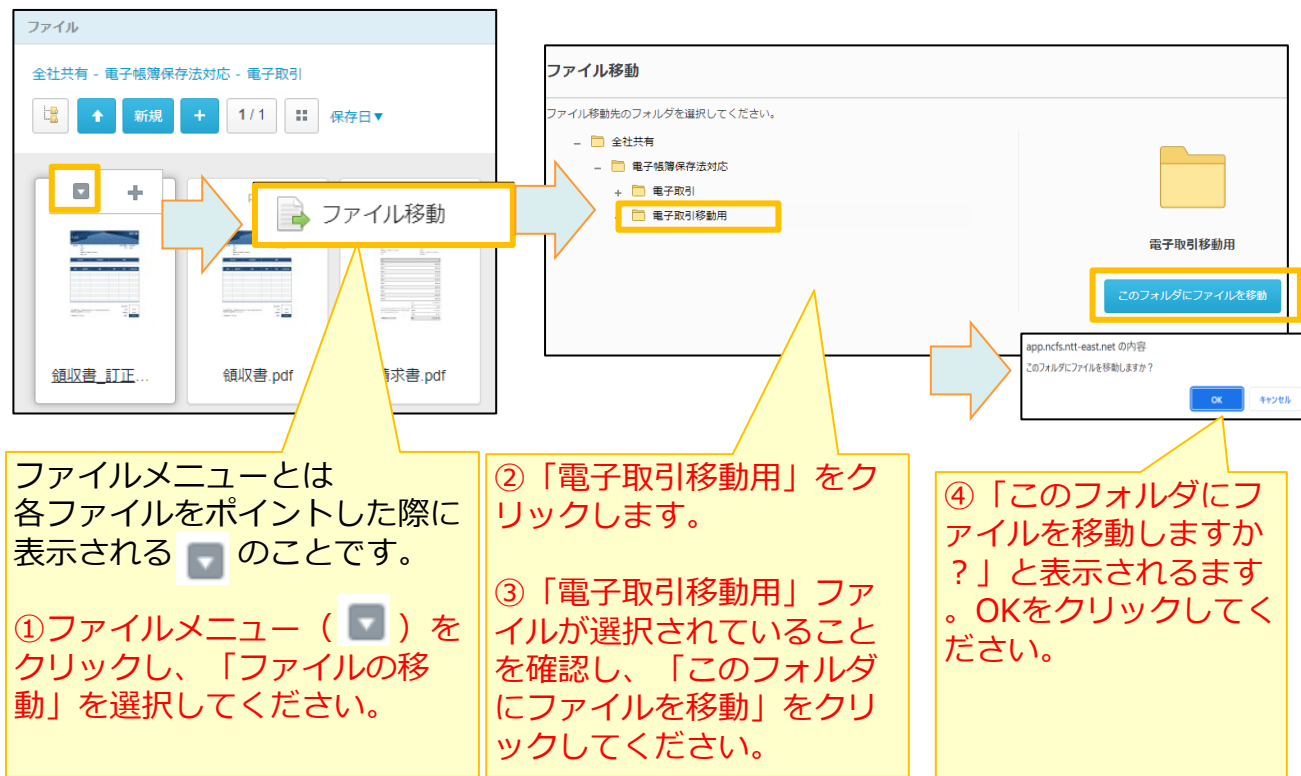 ファイル
全社共有 - 電子帳簿保存法対応 - 電子取引
新規
+
1 / 1
保存日▼
+
ファイル移動
領収書_訂正...
領収書.pdf
求書.pdf
ファイル移動
ファイル移動先のフォルダを選択してください。
− 全社共有
− 電子帳簿保存法対応
+ 電子取引
電子取引移動用
電子取引移動用
このフォルダにファイルを移動
app.ncfs.ntt-east.net の内容
このフォルダにファイルを移動しますか？
OK キャンセル
ファイルメニューとは
各ファイルをポイントした際に
表示される のことです。
①ファイルメニュー（ ）を
クリックし、「ファイルの移
動」を選択してください。
②「電子取引移動用」をク
リックします。
③「電子取引移動用」ファ
イルが選択されていること
を確認し、「このフォルダ
にファイルを移動」をクリ
ックしてください。
④「このフォルダにフ
ァイルを移動しますか
？」と表示されるます
。OKをクリックしてく
ださい。